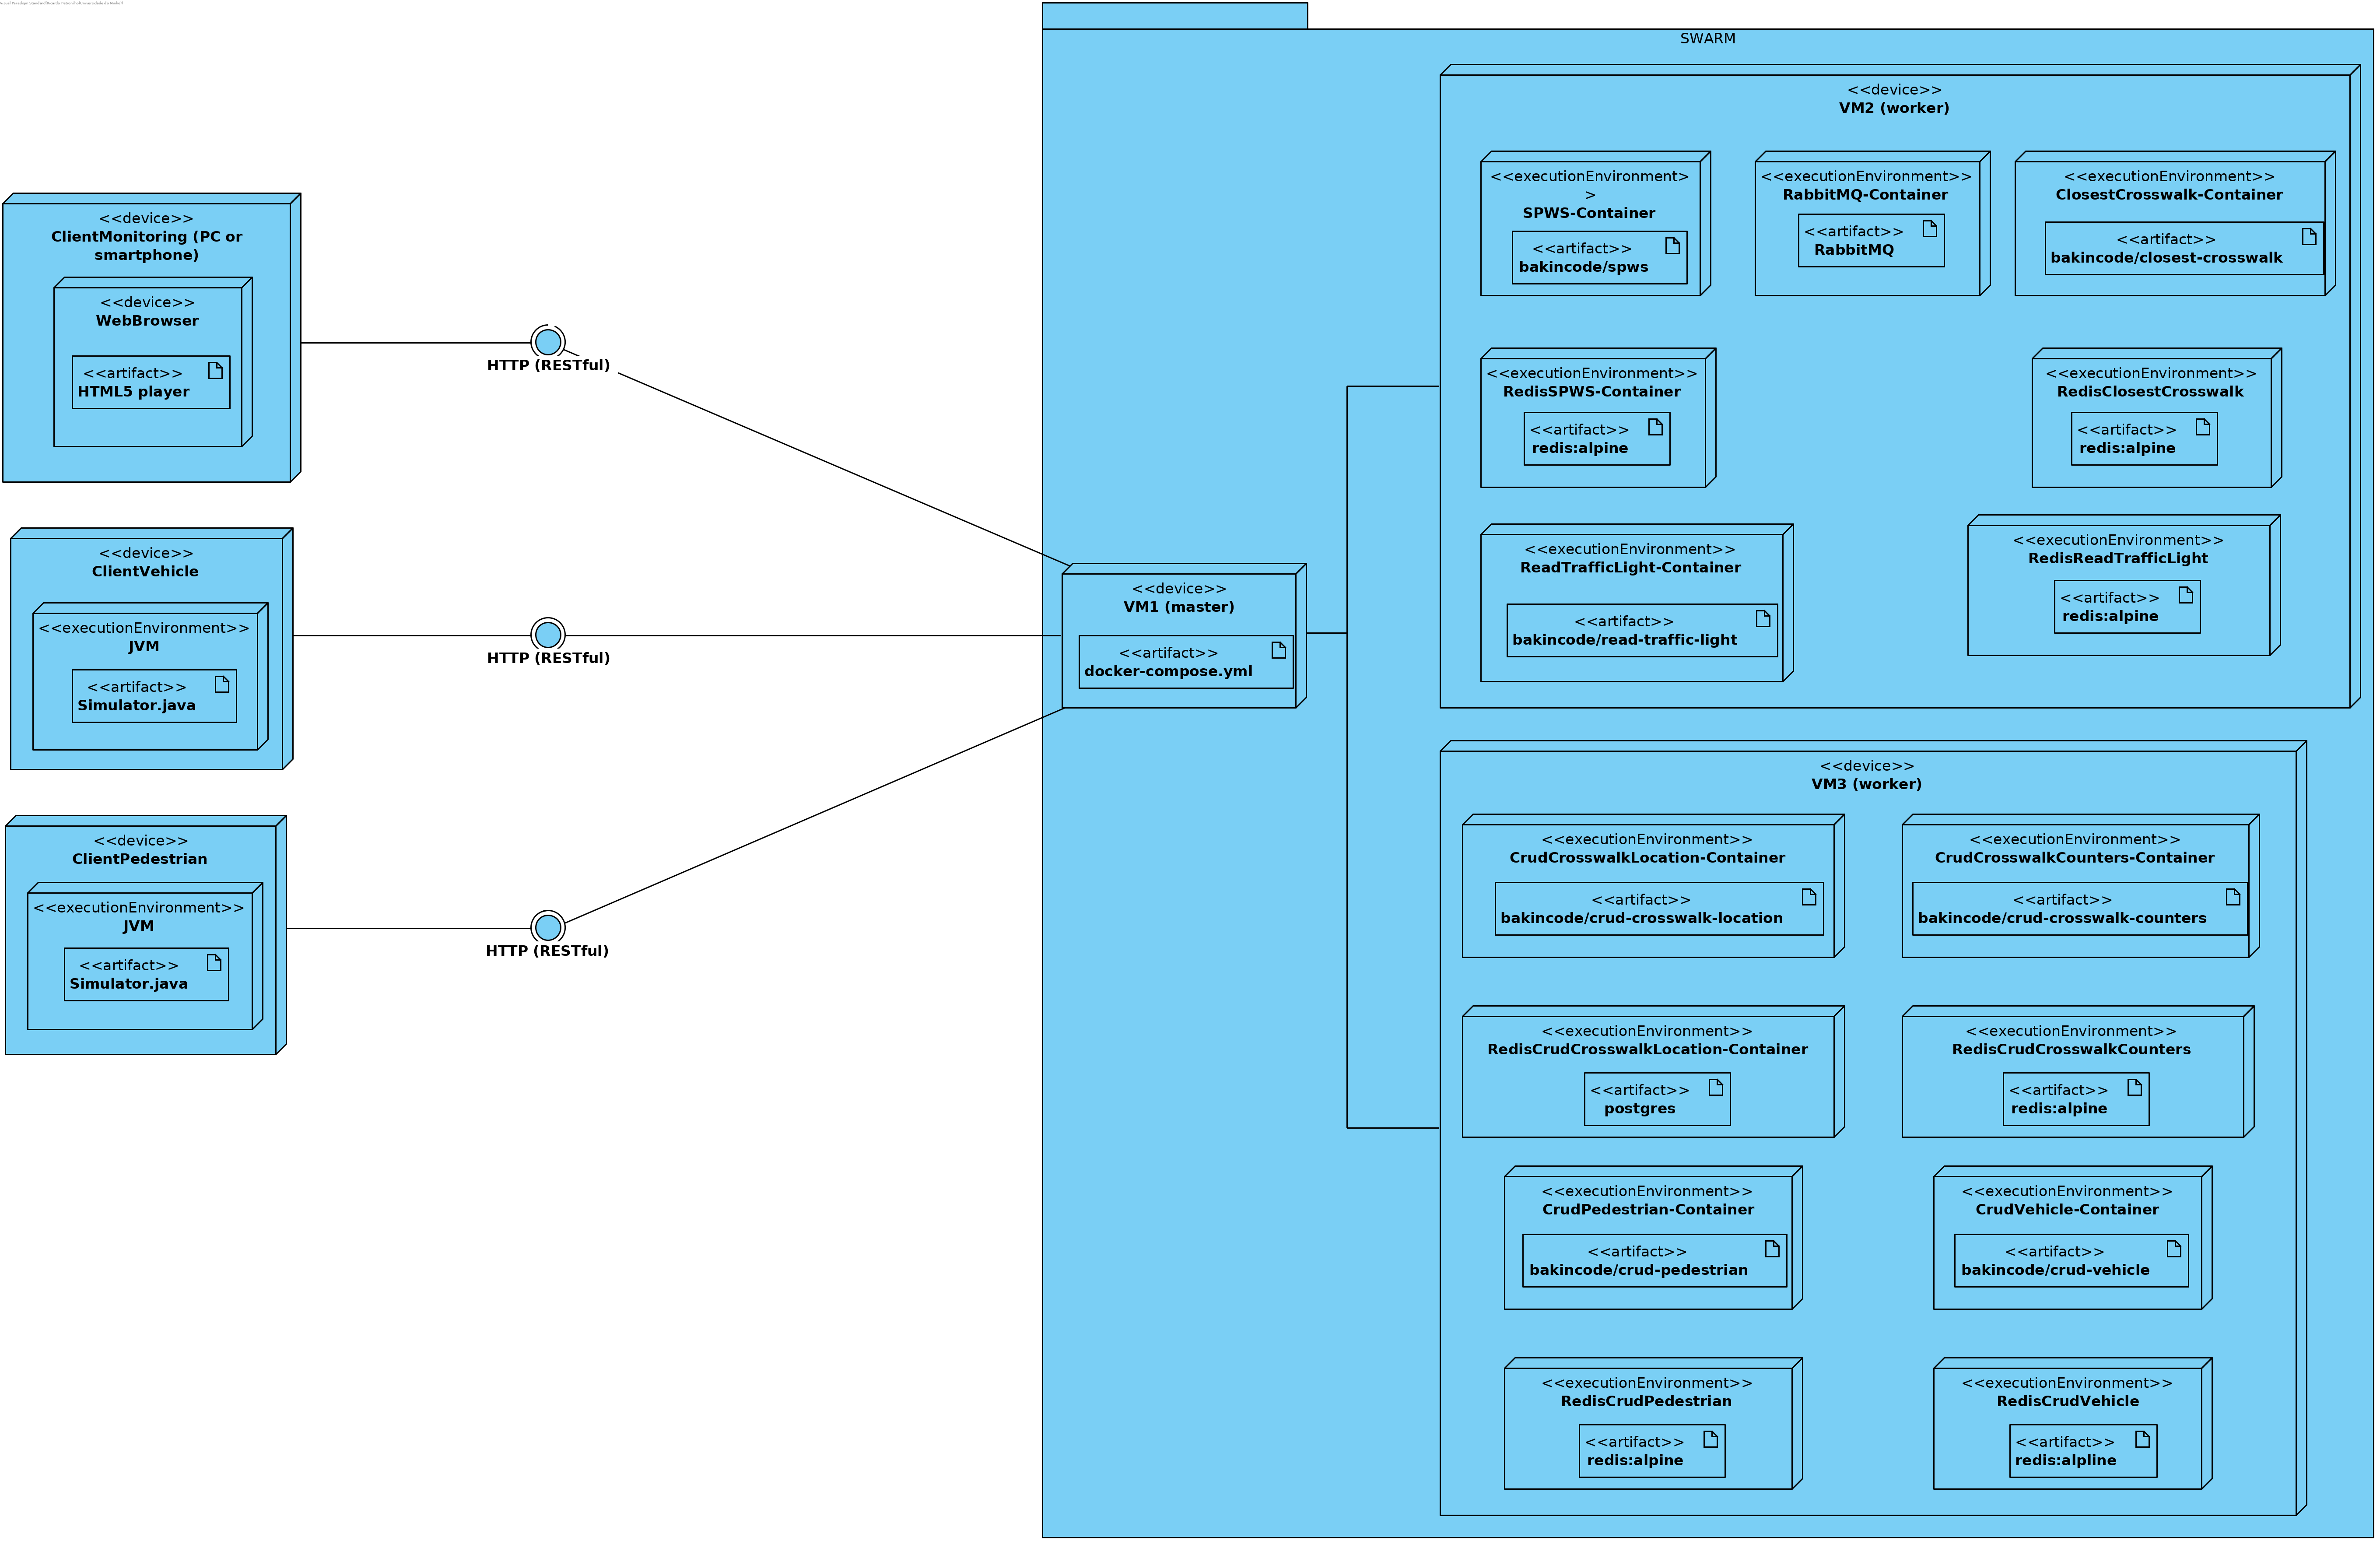 SWARM
<<device>>
ClientMonitoring (PC or
smartphone)
<<device>>
WebBrowser
<<artifact>>
HTML5 player
HTTP (RESTful)
<<device>>
ClientVehicle
<<executionEnvironment>>
JVM
<<artifact>>
Simulator.java
HTTP (RESTful)
<<device>>
ClientPedestrian
<<executionEnvironment>>
JVM
<<artifact>>
Simulator.java
HTTP (RESTful)
<<device>>
VM1 (master)
<<artifact>>
docker-compose.yml
<<device>>
VM2 (worker)
<<executionEnvironment>
>
SPWS-Container
<<artifact>>
bakincode/spws
<<executionEnvironment>>
RabbitMQ-Container
<<artifact>>
RabbitMQ
<<executionEnvironment>>
ClosestCrosswalk-Container
<<artifact>>
bakincode/closest-crosswalk
<<executionEnvironment>>
RedisSPWS-Container
<<artifact>>
redis:alpine
<<executionEnvironment>>
RedisClosestCrosswalk
<<artifact>>
redis:alpine
<<executionEnvironment>>
ReadTrafficLight-Container
<<artifact>>
bakincode/read-traffic-light
<<executionEnvironment>>
RedisReadTrafficLight
<<artifact>>
redis:alpine
<<device>>
VM3 (worker)
<<executionEnvironment>>
CrudCrosswalkLocation-Container
<<artifact>>
bakincode/crud-crosswalk-location
<<executionEnvironment>>
CrudCrosswalkCounters-Container
<<artifact>>
bakincode/crud-crosswalk-counters
<<executionEnvironment>>
RedisCrudCrosswalkLocation-Container
<<artifact>>
postgres
<<executionEnvironment>>
RedisCrudCrosswalkCounters
<<artifact>>
redis:alpine
<<executionEnvironment>>
CrudPedestrian-Container
<<artifact>>
bakincode/crud-pedestrian
<<executionEnvironment>>
CrudVehicle-Container
<<artifact>>
bakincode/crud-vehicle
<<executionEnvironment>>
RedisCrudPedestrian
<<artifact>>
redis:alpine
<<executionEnvironment>>
RedisCrudVehicle
<<artifact>>
redis:alpline